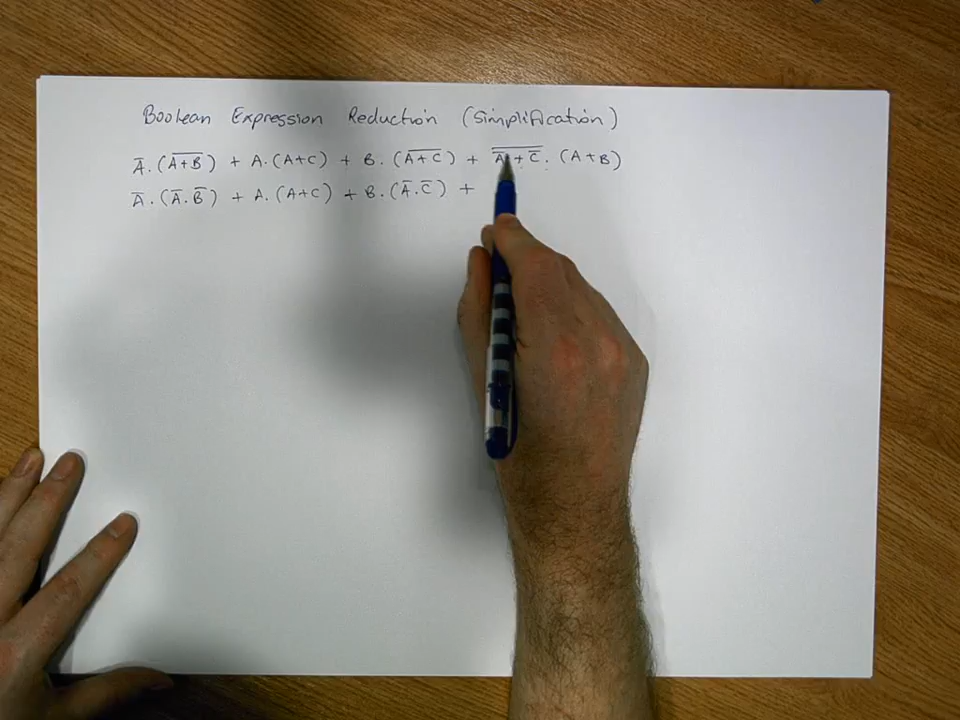 Boolean Expression Reduction (Simplification)
A̅.(A̅+̅B̅) + A.(A+C) + B.(A̅+̅C̅) + A̿+̅C̿.(A+B)
A̅.(A̅.B̅) + A.(A+C) + B.(A̅.C̅) +